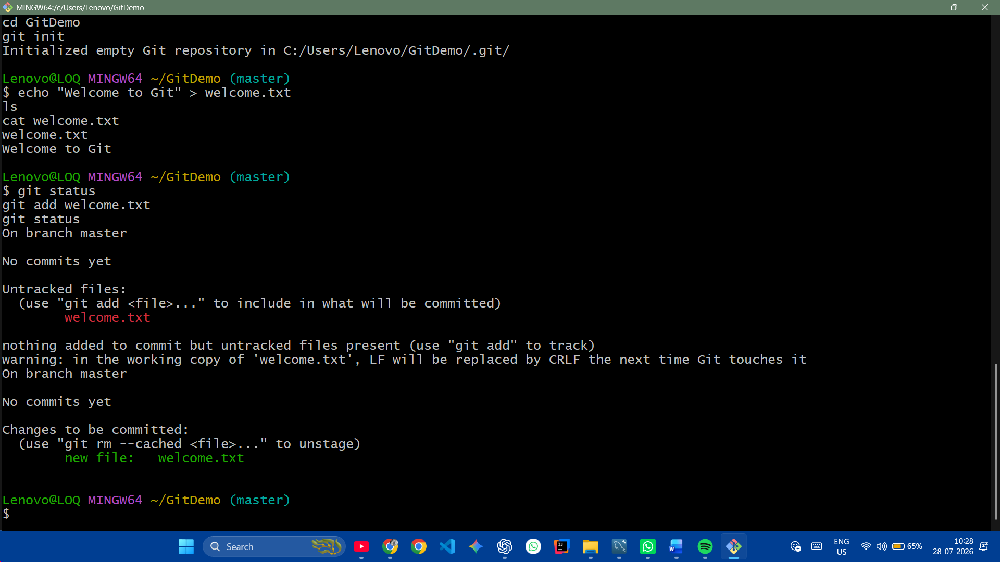 MINGW64:/c/Users/Lenovo/GitDemo
cd GitDemo
git init
Initialized empty Git repository in C:/Users/Lenovo/GitDemo/.git/
Lenovo@LOQ MINGW64 ~/GitDemo (master)
$ echo "Welcome to Git" > welcome.txt
ls
cat welcome.txt
welcome.txt
Welcome to Git
Lenovo@LOQ MINGW64 ~/GitDemo (master)
$ git status
git add welcome.txt
git status
On branch master
No commits yet
Untracked files:
  (use "git add <file>..." to include in what will be committed)
        welcome.txt
nothing added to commit but untracked files present (use "git add" to track)
warning: in the working copy of 'welcome.txt', LF will be replaced by CRLF the next time Git touches it
On branch master
No commits yet
Changes to be committed:
  (use "git rm --cached <file>..." to unstage)
        new file:   welcome.txt
Lenovo@LOQ MINGW64 ~/GitDemo (master)
$
Search
ENG
US
65%
10:28
28-07-2026